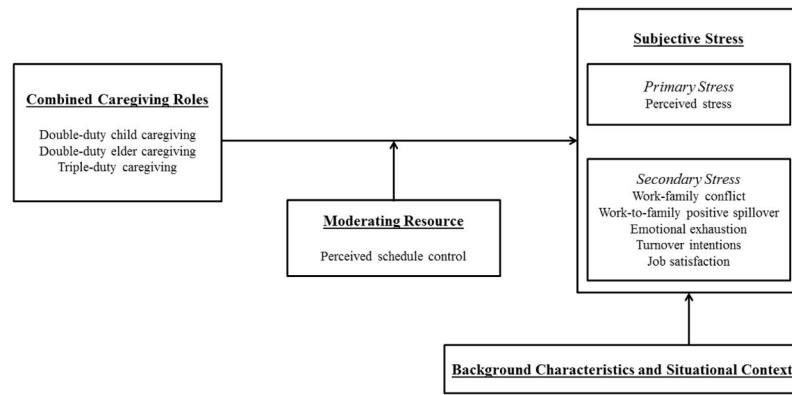 Combined Caregiving Roles
Double-duty child caregiving
Double-duty elder caregiving
Triple-duty caregiving
Moderating Resource
Perceived schedule control
Subjective Stress
Primary Stress
Perceived stress
Secondary Stress
Work-family conflict
Work-to-family positive spillover
Emotional exhaustion
Turnover intentions
Job satisfaction
Background Characteristics and Situational Context